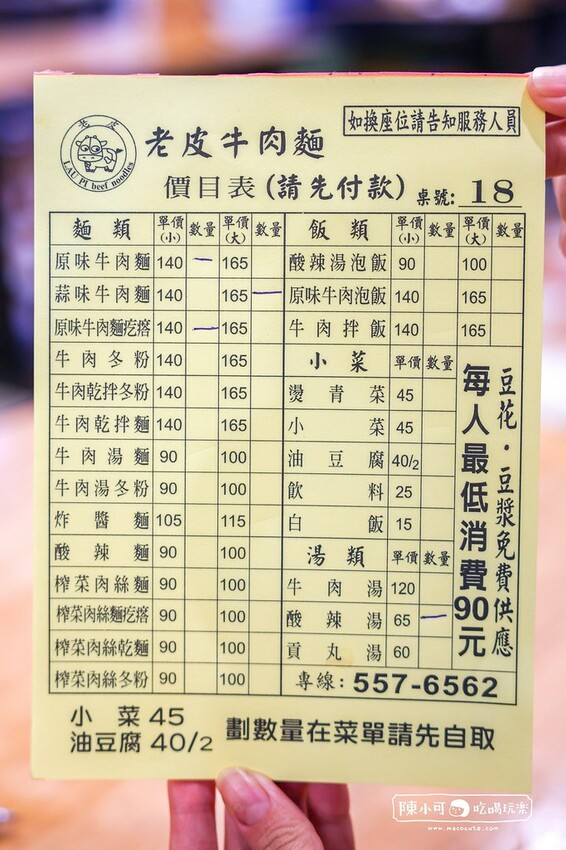 如換座位請告知服務人員
老皮
LAU PI beef noodles
老皮牛肉麵
價目表(請先付款) 桌號: 18
麵類 單價(小) 數量 單價(大) 數量
原味牛肉麵 140 一 165
蒜味牛肉麵 140 165 一
原味牛肉麵疙瘩 140 一 165
牛肉冬粉 140 165
牛肉乾拌冬粉 140 165
牛肉乾拌麵 140 165
牛肉湯麵 90 100
牛肉湯冬粉 90 100
炸醬麵 105 115
酸辣麵 90 100
榨菜肉絲麵 90 100
榨菜肉絲麵疙瘩 90 100
榨菜肉絲乾麵 90 100
榨菜肉絲冬粉 90 100
飯類 單價(小) 數量 單價(大) 數量
酸辣湯泡飯 90 100
原味牛肉泡飯 140 165
牛肉拌飯 140 165
小菜 單價 數量
燙青菜 45
小菜 45
油豆腐 40/2
飲料 25
白飯 15
湯類 單價 數量
牛肉湯 120
酸辣湯 65 一
貢丸湯 60
豆花・豆漿免費供應
每人最低消費90元
專線:557-6562
小菜 45
油豆腐 40/2
劃數量在菜單請先自取
陳小可 吃喝玩樂
www.macocute.com